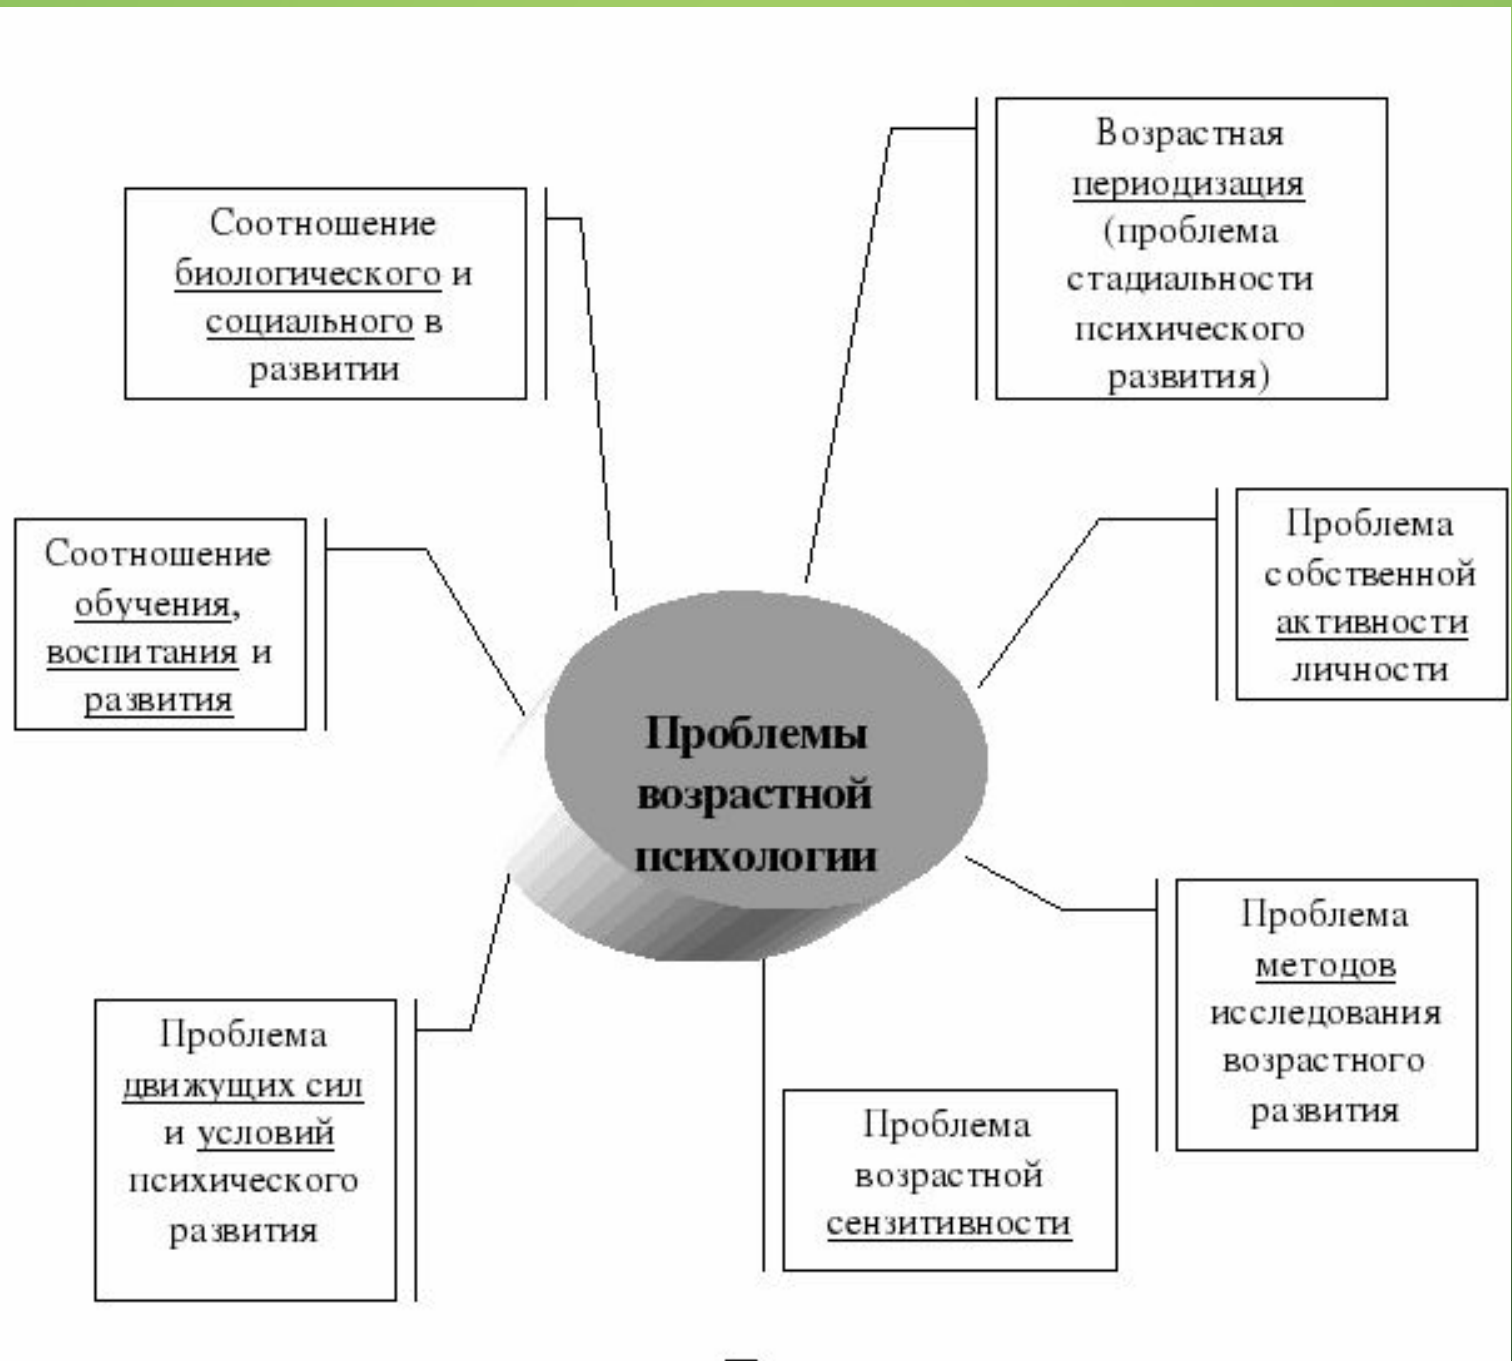 Возрастная
периодизация
(проблема
стадиальности
психического
развития)
Соотношение
биологического и
социального в
развитии
Проблема
собственной
активности
личности
Соотношение
обучения,
воспитания и
развития
Проблемы
возрастной
психологии
Проблема
методов
исследования
возрастного
развития
Проблема
движущих сил
и условий
психического
развития
Проблема
возрастной
сензитивности